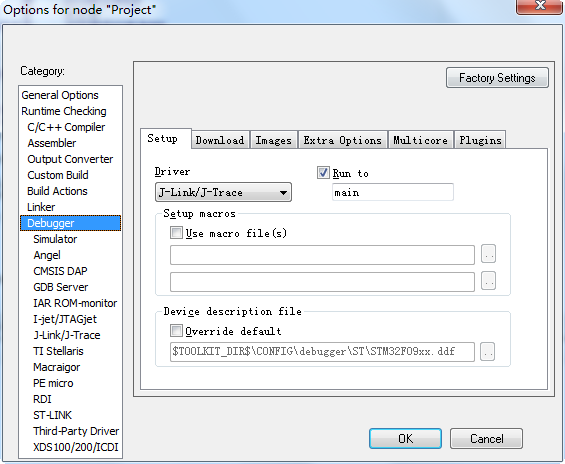 Options for node "Project"
Category:
Factory Settings
General Options
Runtime Checking
C/C++ Compiler
Assembler
Output Converter
Custom Build
Build Actions
Linker
Debugger
Simulator
Angel
CMSIS DAP
GDB Server
IAR ROM-monitor
I-jet/JTAGjet
J-Link/J-Trace
TI Stellaris
Macraigor
PE micro
RDI
ST-LINK
Third-Party Driver
XDS100/200/ICDI
Setup Download Images Extra Options Multicore Plugins
Driver Run to
J-Link/J-Trace main
Setup macros
Use macro file(s)
..
..
Device description file
Override default
$TOOLKIT_DIR$\CONFIG\debugger\ST\STM32F09xx.ddf ..
OK Cancel